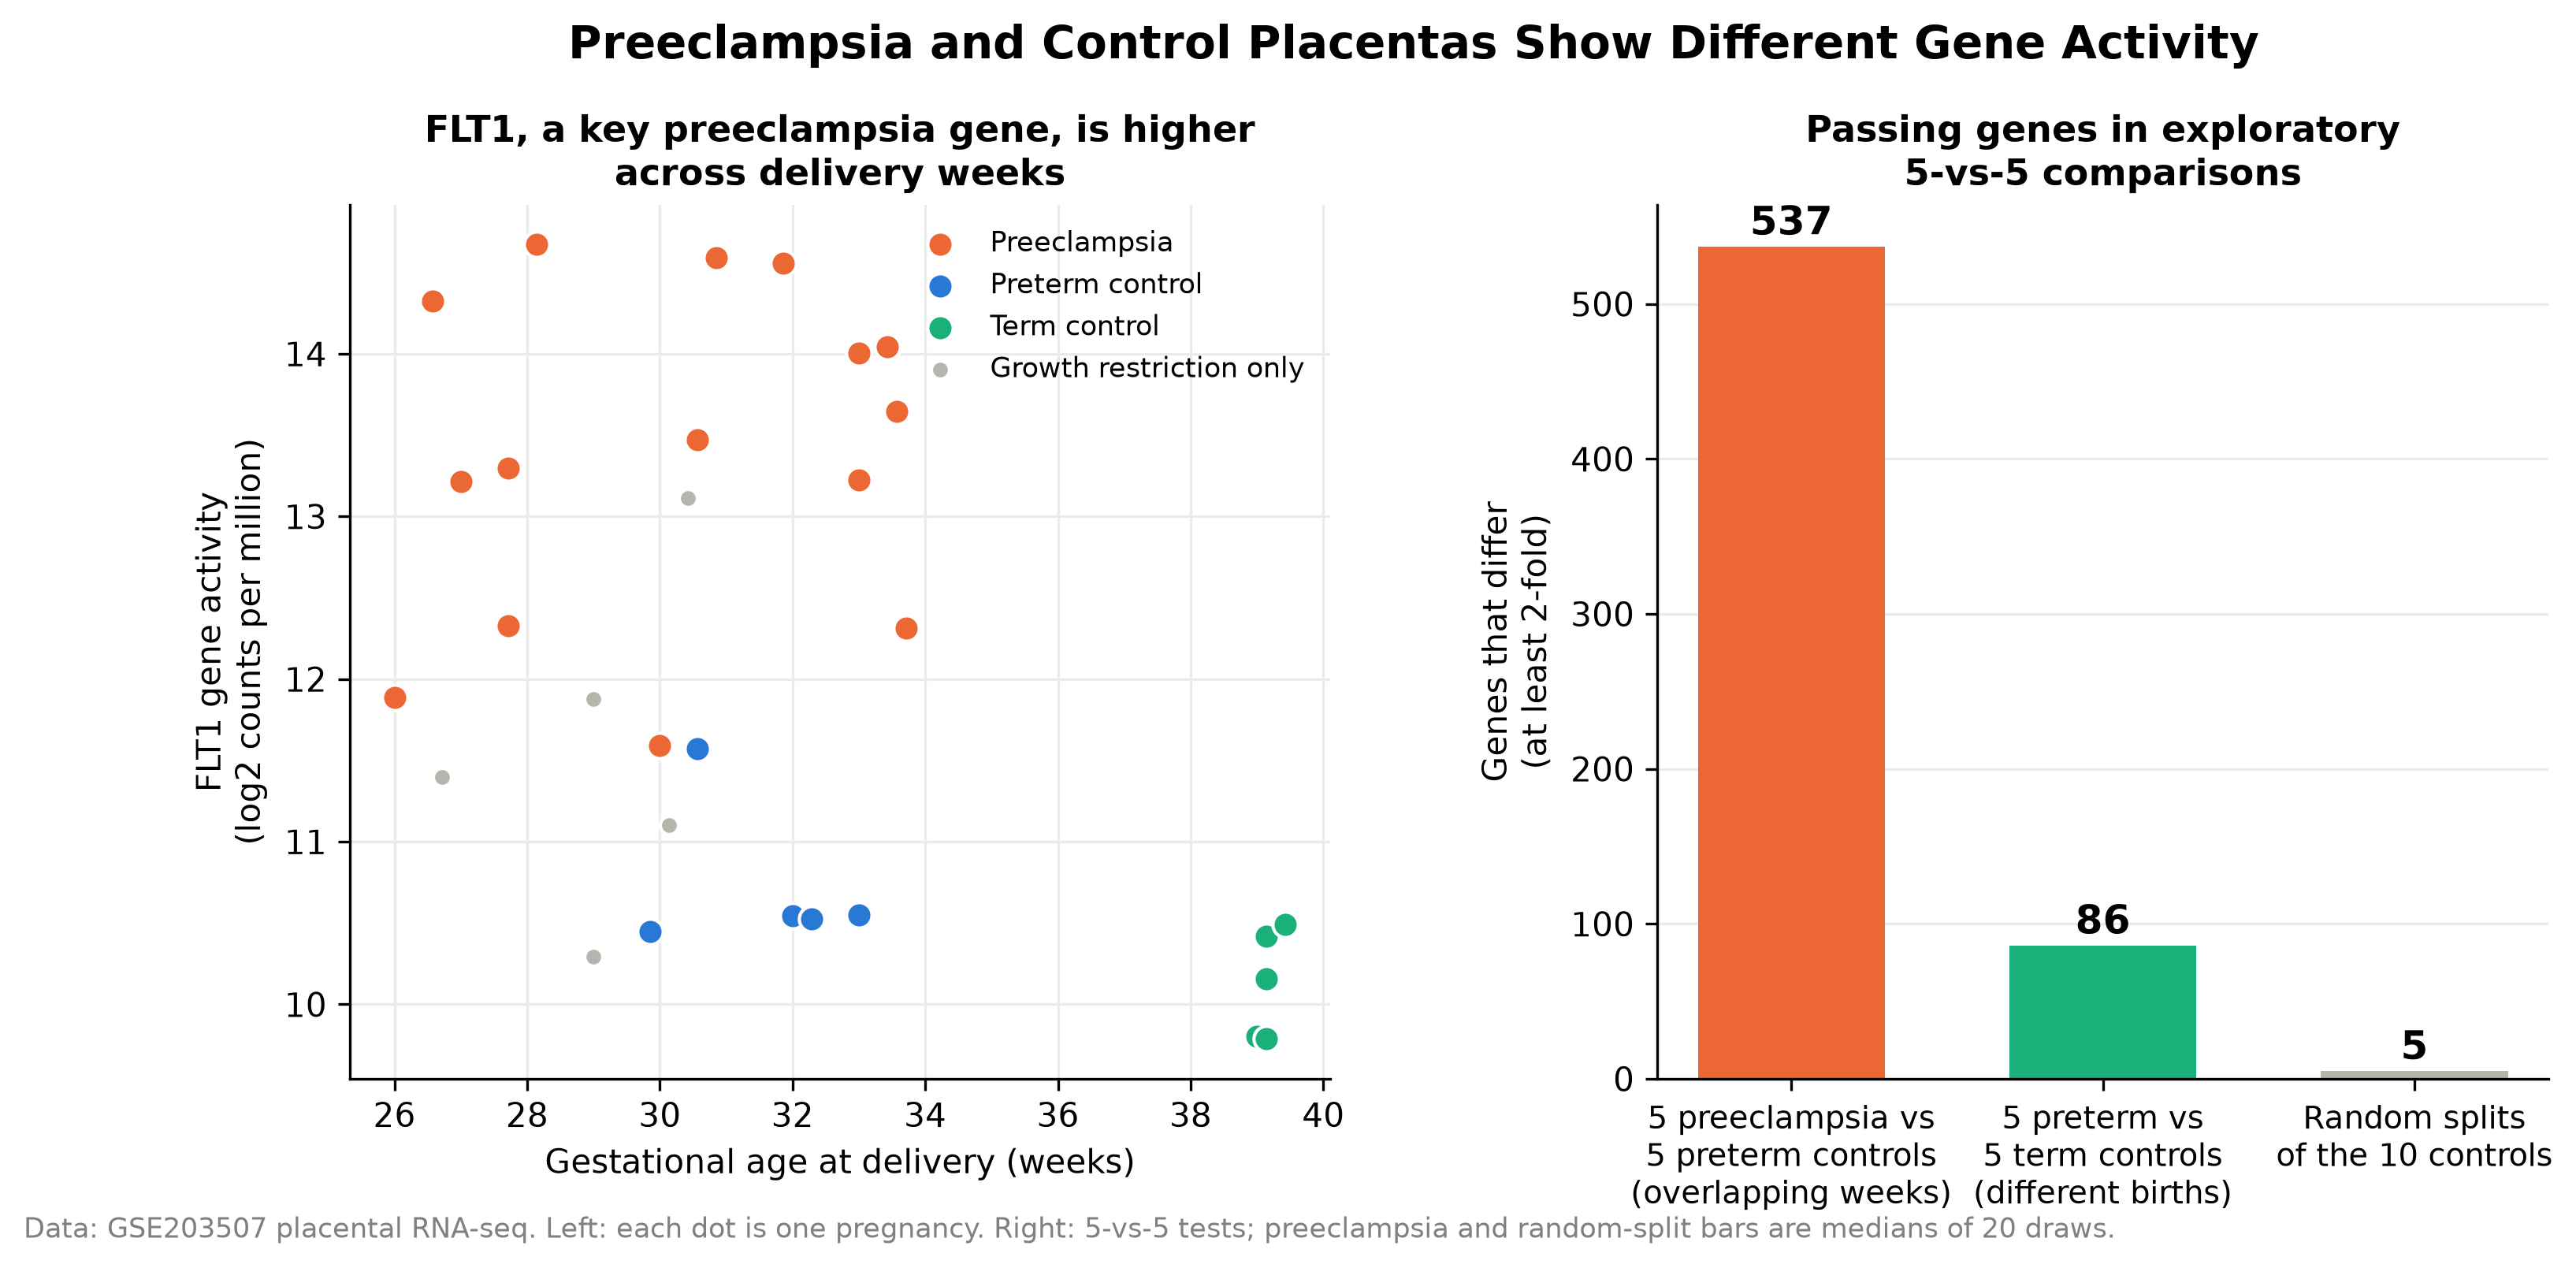 Preeclampsia and Control Placentas Show Different Gene Activity
FLT1, a key preeclampsia gene, is higher
across delivery weeks
FLT1 gene activity
(log2 counts per million)
14
13
12
11
10
Preeclampsia
Preterm control
Term control
Growth restriction only
26 28 30 32 34 36 38 40
Gestational age at delivery (weeks)
Passing genes in exploratory
5-vs-5 comparisons
Genes that differ
(at least 2-fold)
500
400
300
200
100
0
537
86
5
5 preeclampsia vs
5 preterm controls
(overlapping weeks)
5 preterm vs
5 term controls
(different births)
Random splits
of the 10 controls
Data: GSE203507 placental RNA-seq. Left: each dot is one pregnancy. Right: 5-vs-5 tests; preeclampsia and random-split bars are medians of 20 draws.